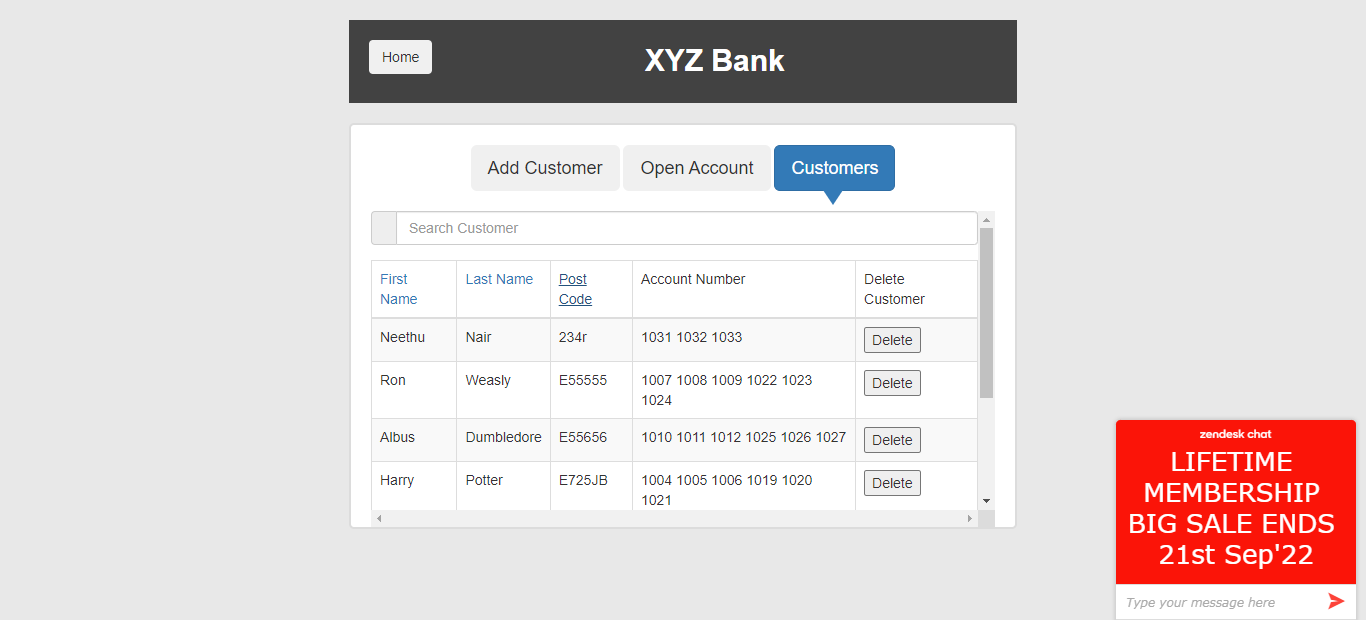 Home
XYZ Bank
Add Customer
Open Account
Customers
Search Customer
First Name
Last Name
Post Code
Account Number
Delete Customer
Neethu Nair 234r 1031 1032 1033 Delete
Ron Weasly E55555 1007 1008 1009 1022 1023 1024 Delete
Albus Dumbledore E55656 1010 1011 1012 1025 1026 1027 Delete
Harry Potter E725JB 1004 1005 1006 1019 1020 1021 Delete
zendesk chat
LIFETIME
MEMBERSHIP
BIG SALE ENDS
21st Sep'22
Type your message here